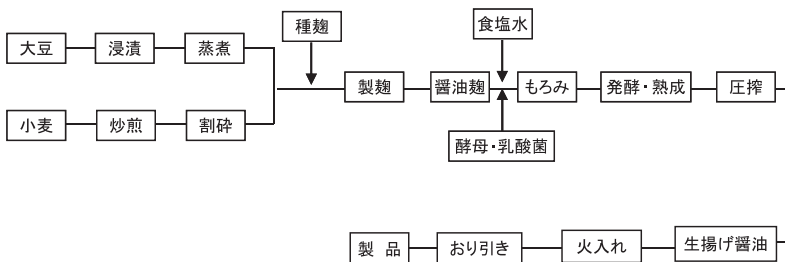 種麹
食塩水
大豆
浸漬
蒸煮
製麹
醤油麹
もろみ
発酵・熟成
圧搾
小麦
炒煎
割砕
酵母・乳酸菌
製 品
おり引き
火入れ
生揚げ醤油